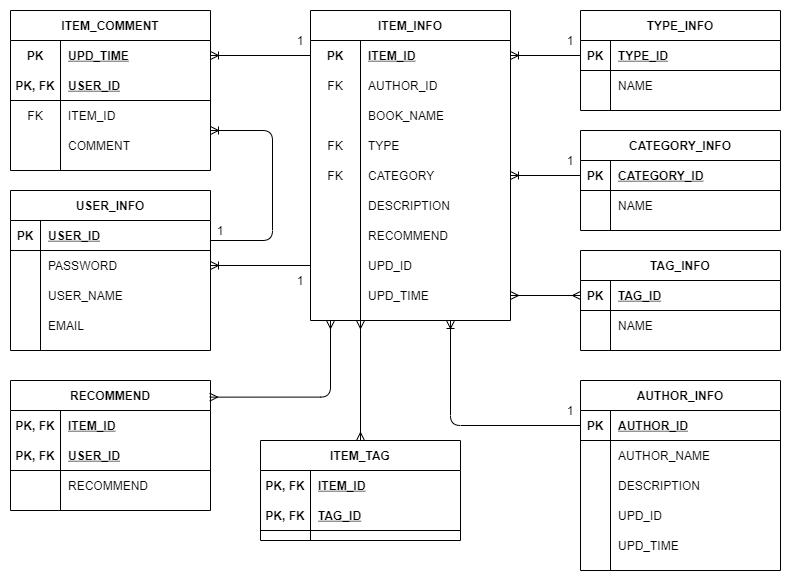 ITEM_COMMENT
PK UPD_TIME
PK, FK USER_ID
FK ITEM_ID
COMMENT
1
USER_INFO
PK USER_ID
PASSWORD
USER_NAME
EMAIL
1
1
RECOMMEND
PK, FK ITEM_ID
PK, FK USER_ID
RECOMMEND
ITEM_INFO
PK ITEM_ID
FK AUTHOR_ID
BOOK_NAME
FK TYPE
FK CATEGORY
DESCRIPTION
RECOMMEND
UPD_ID
UPD_TIME
ITEM_TAG
PK, FK ITEM_ID
PK, FK TAG_ID
1
TYPE_INFO
PK TYPE_ID
NAME
1
CATEGORY_INFO
PK CATEGORY_ID
NAME
TAG_INFO
PK TAG_ID
NAME
1
AUTHOR_INFO
PK AUTHOR_ID
AUTHOR_NAME
DESCRIPTION
UPD_ID
UPD_TIME